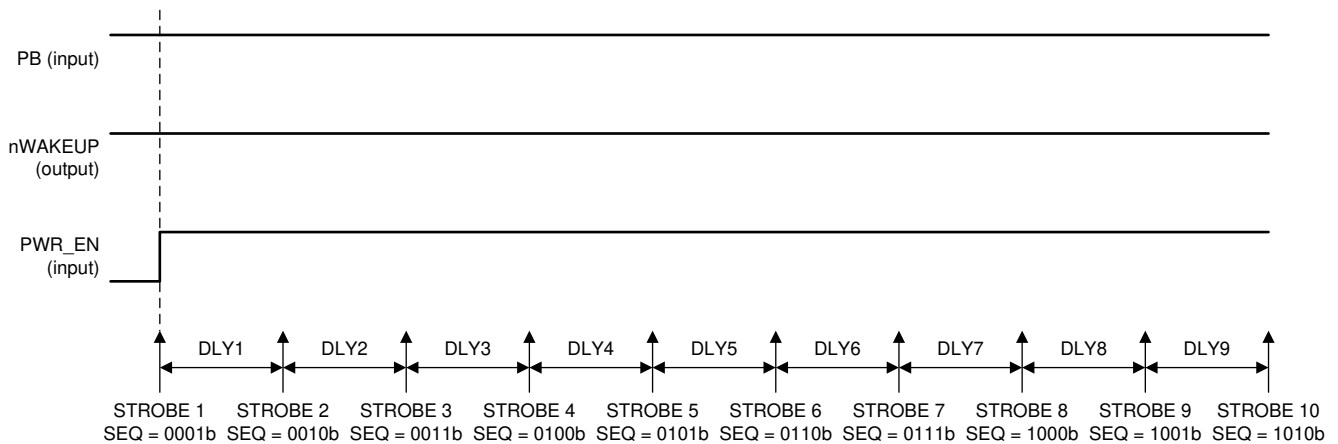 PB (input)
nWAKEUP
(output)
PWR_EN
(input)
DLY1 DLY2 DLY3 DLY4 DLY5 DLY6 DLY7 DLY8 DLY9
STROBE 1 STROBE 2 STROBE 3 STROBE 4 STROBE 5 STROBE 6 STROBE 7 STROBE 8 STROBE 9 STROBE 10
SEQ = 0001b SEQ = 0010b SEQ = 0011b SEQ = 0100b SEQ = 0101b SEQ = 0110b SEQ = 0111b SEQ = 1000b SEQ = 1001b SEQ = 1010b